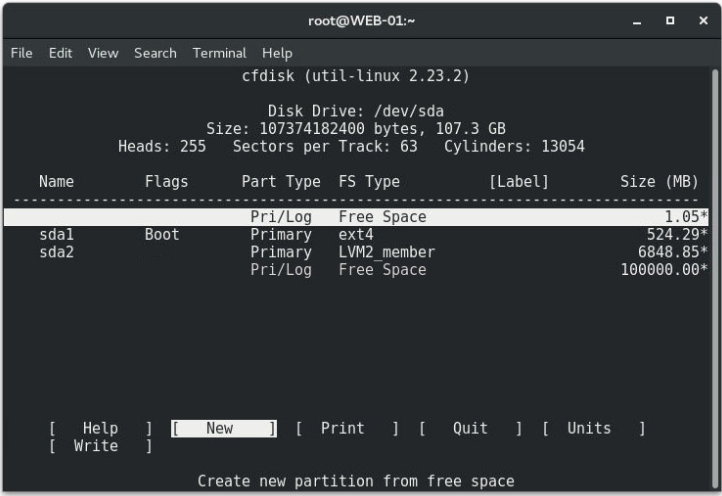 root@WEB-01:~
File Edit View Search Terminal Help
cfdisk (util-linux 2.23.2)
Disk Drive: /dev/sda
Size: 107374182400 bytes, 107.3 GB
Heads: 255 Sectors per Track: 63 Cylinders: 13054
Name Flags Part Type FS Type [Label] Size (MB)
Pri/Log Free Space 1.05*
sda1 Boot Primary ext4 524.29*
sda2 Primary LVM2_member 6848.85*
Pri/Log Free Space 100000.00*
[ Help ] [ New ] [ Print ] [ Quit ] [ Units ]
[ Write ]
Create new partition from free space